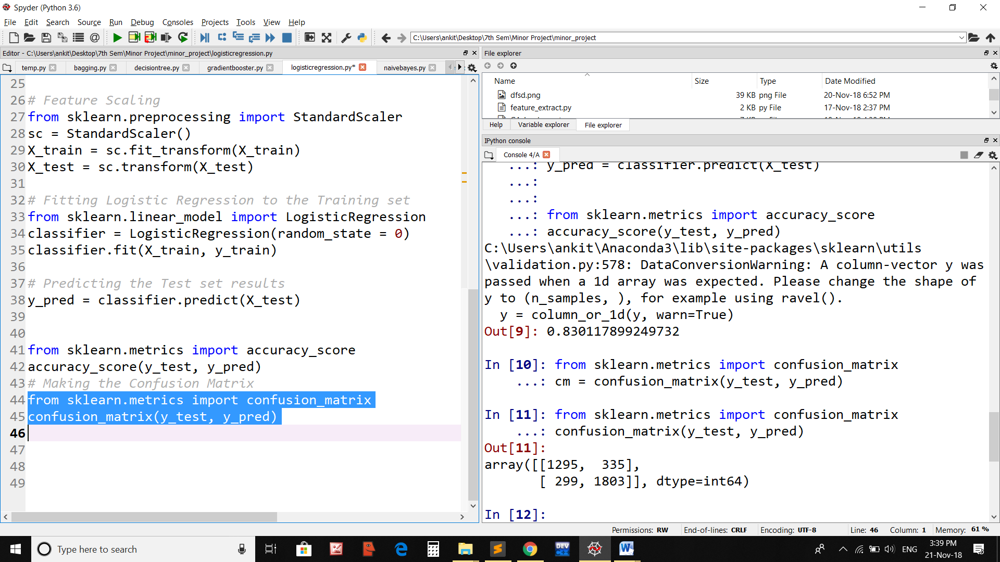 Spyder (Python 3.6)
File Edit Search Source Run Debug Consoles Projects Tools View Help
C:\Users\ankit\Desktop\7th Sem\Minor Project\minor_project
Editor - C:\Users\ankit\Desktop\7th Sem\Minor Project\minor_project\logisticregression.py
temp.py bagging.py decisiontree.py gradientbooster.py logisticregression.py* naivebayes.py
25
26 # Feature Scaling
27 from sklearn.preprocessing import StandardScaler
28 sc = StandardScaler()
29 X_train = sc.fit_transform(X_train)
30 X_test = sc.transform(X_test)
31
32 # Fitting Logistic Regression to the Training set
33 from sklearn.linear_model import LogisticRegression
34 classifier = LogisticRegression(random_state = 0)
35 classifier.fit(X_train, y_train)
36
37 # Predicting the Test set results
38 y_pred = classifier.predict(X_test)
39
40
41 from sklearn.metrics import accuracy_score
42 accuracy_score(y_test, y_pred)
43 # Making the Confusion Matrix
44 from sklearn.metrics import confusion_matrix
45 confusion_matrix(y_test, y_pred)
46
47
48
49
File explorer
Name Size Type Date Modified
dfsd.png 39 KB png File 20-Nov-18 6:52 PM
feature_extract.py 2 KB py File 17-Nov-18 2:37 PM
Help Variable explorer File explorer
IPython console
Console 4/A
...: y_pred = classifier.predict(X_test)
...:
...:
...: from sklearn.metrics import accuracy_score
...: accuracy_score(y_test, y_pred)
C:\Users\ankit\Anaconda3\lib\site-packages\sklearn\utils
\validation.py:578: DataConversionWarning: A column-vector y was
passed when a 1d array was expected. Please change the shape of
y to (n_samples, ), for example using ravel().
y = column_or_1d(y, warn=True)
Out[9]: 0.830117899249732
In [10]: from sklearn.metrics import confusion_matrix
...: cm = confusion_matrix(y_test, y_pred)
In [11]: from sklearn.metrics import confusion_matrix
...: confusion_matrix(y_test, y_pred)
Out[11]:
array([[1295,  335],
[ 299, 1803]], dtype=int64)
In [12]:
Permissions: RW End-of-lines: CRLF Encoding: UTF-8 Line: 46 Column: 1 Memory: 61 %
Type here to search
DEV
ENG
3:39 PM
21-Nov-18